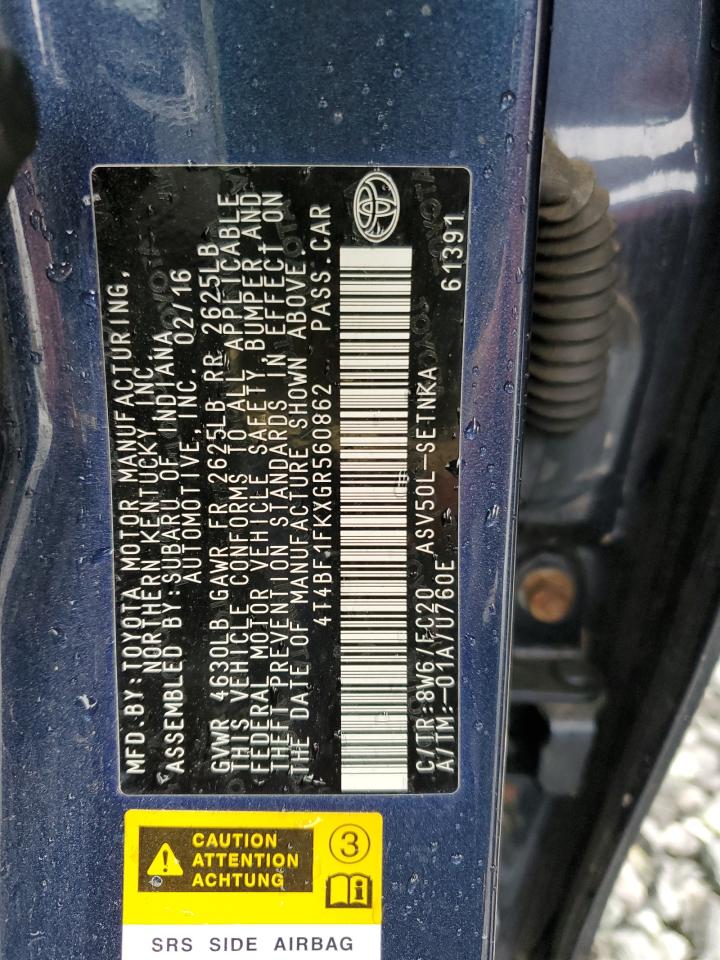 MFD.BY:TOYOTA MOTOR MANUFACTURING,
NORTHERN KENTUCKY INC.
ASSEMBLED BY:SUBARU OF INDIANA
AUTOMOTIVE,INC. 02/16
GVWR 4630LB GAWR FR 2625LB RR 2625LB
THIS VEHICLE CONFORMS TO ALL APPLICABLE
FEDERAL MOTOR VEHICLE SAFETY, BUMPER,AND
THEFT PREVENTION STANDARDS IN EFFECT ON
THE DATE OF MANUFACTURE SHOWN ABOVE.
4T4BF1FKXGR560862 PASS.CAR
C/TR:8W6/FC20 ASV50L-SETNKA
A/TM:-01A/U760E 61391
CAUTION
ATTENTION
ACHTUNG
3
SRS SIDE AIRBAG